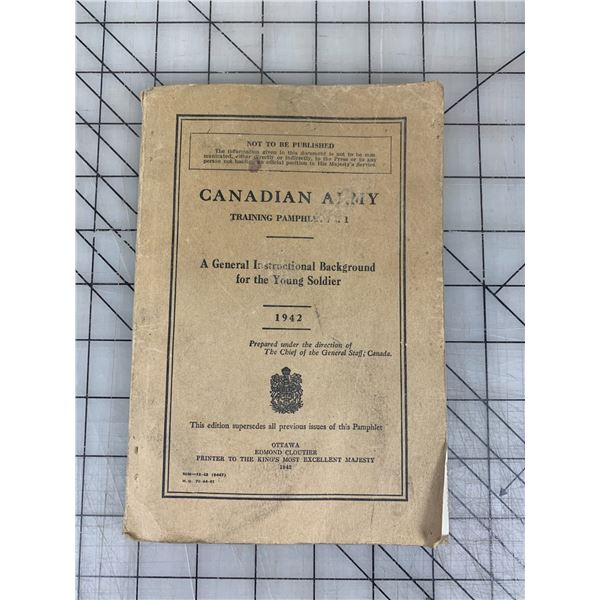 NOT TO BE PUBLISHED
The information given in this document is not to be com
municated, either directly or indirectly, to the Press or to any
person not holding an official position in His Majesty's Service.
CANADIAN ARMY
TRAINING PAMPHLET No. 1
A General Instructional Background
for the Young Soldier
1942
Prepared under the direction of
The Chief of the General Staff, Canada.
This edition supersedes all previous issues of this Pamphlet
OTTAWA
EDMOND CLOUTIER
PRINTER TO THE KING'S MOST EXCELLENT MAJESTY
1942